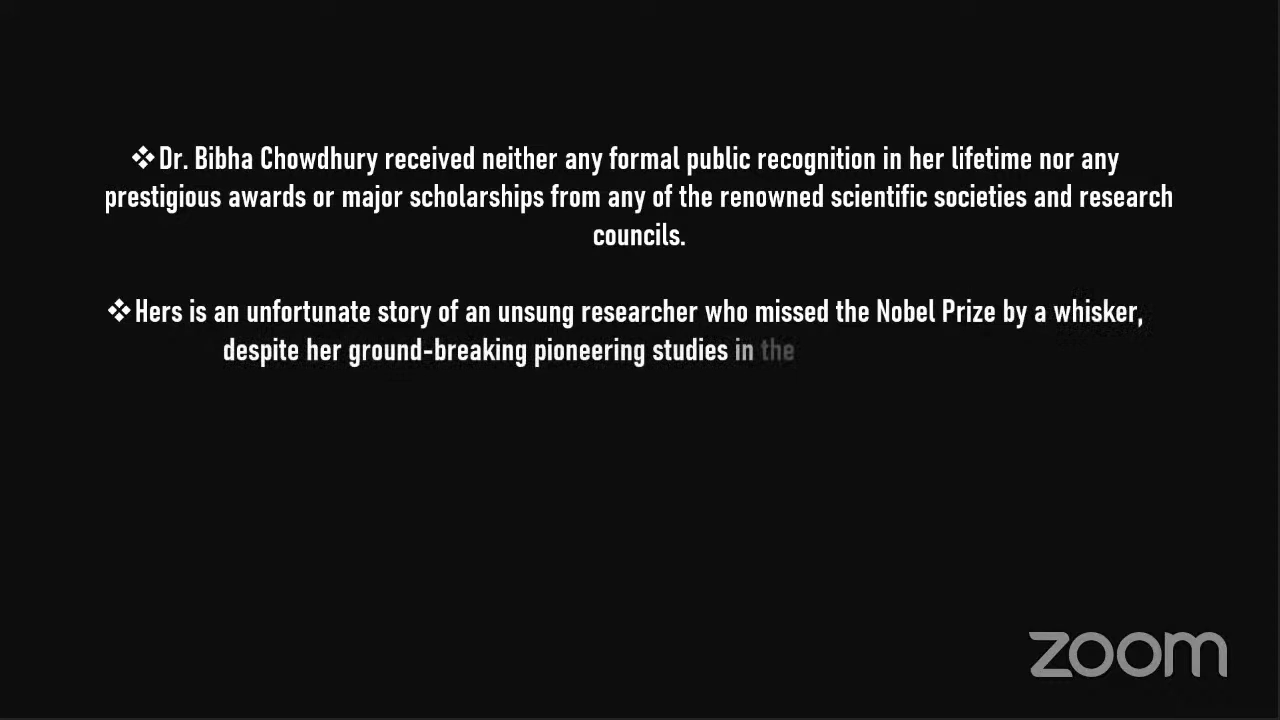 ❖Dr. Bibha Chowdhury received neither any formal public recognition in her lifetime nor any
prestigious awards or major scholarships from any of the renowned scientific societies and research
councils.
❖Hers is an unfortunate story of an unsung researcher who missed the Nobel Prize by a whisker,
despite her ground-breaking pioneering studies in the
zoom